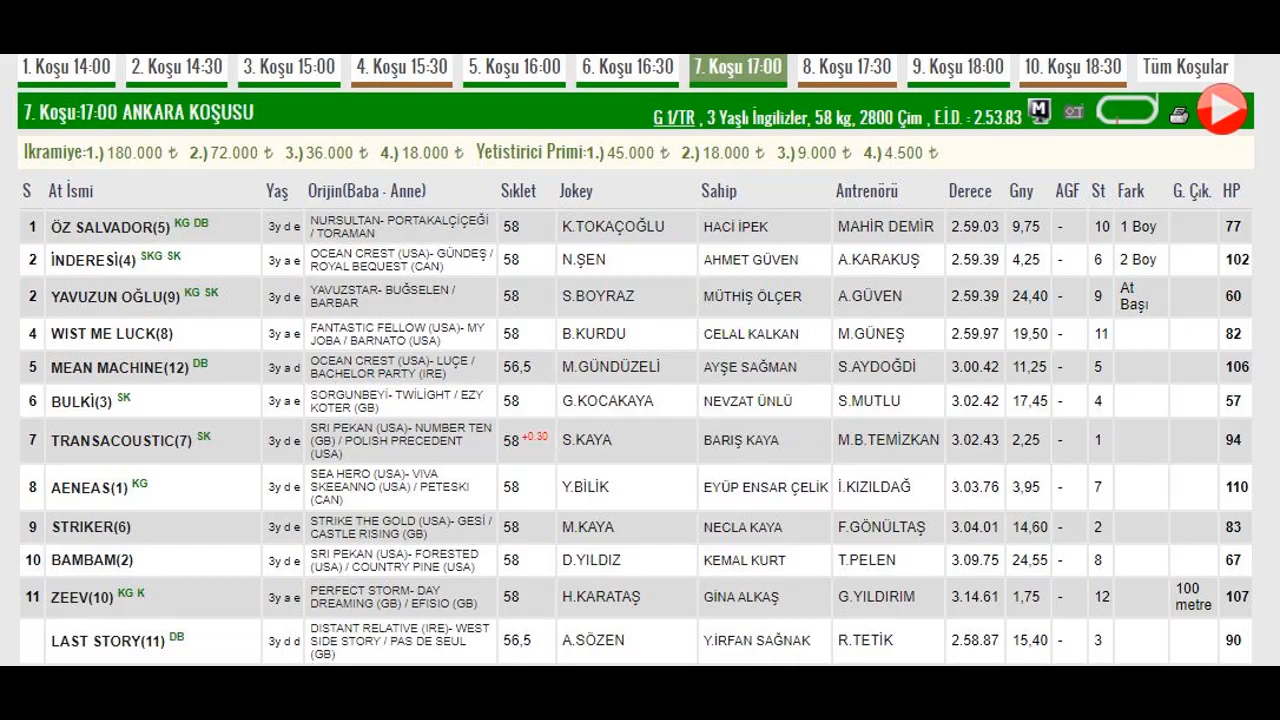 1. Koşu 14:00 2. Koşu 14:30 3. Koşu 15:00 4. Koşu 15:30 5. Koşu 16:00 6. Koşu 16:30 7. Koşu 17:00 8. Koşu 17:30 9. Koşu 18:00 10. Koşu 18:30 Tüm Koşular
7. Koşu:17:00 ANKARA KOŞUSU G 1/TR , 3 Yaşlı İngilizler, 58 kg, 2800 Çim , E.İ.D. : 2.53.83
Ikramiye:1.) 180.000 ₺ 2.) 72.000 ₺ 3.) 36.000 ₺ 4.) 18.000 ₺ Yetistirici Primi:1.) 45.000 ₺ 2.) 18.000 ₺ 3.) 9.000 ₺ 4.) 4.500 ₺
S At İsmi Yaş Orijin(Baba - Anne) Sıklet Jokey Sahip Antrenörü Derece Gny AGF St Fark G. Çık. HP
1 ÖZ SALVADOR(5) KG DB 3y d e NURSULTAN- PORTAKALÇİÇEĞİ / TORAMAN 58 K.TOKAÇOĞLU HACİ İPEK MAHİR DEMİR 2.59.03 9,75 - 10 1 Boy 77
2 İNDERESİ(4) SKG SK 3y a e OCEAN CREST (USA)- GÜNDEŞ / ROYAL BEQUEST (CAN) 58 N.ŞEN AHMET GÜVEN A.KARAKUŞ 2.59.39 4,25 - 6 2 Boy 102
2 YAVUZUN OĞLU(9) KG SK 3y d e YAVUZSTAR- BUĞSELEN / BARBAR 58 S.BOYRAZ MÜTHİŞ ÖLÇER A.GÜVEN 2.59.39 24,40 - 9 At Başı 60
4 WIST ME LUCK(8) 3y a e FANTASTIC FELLOW (USA)- MY JOBA / BARNATO (USA) 58 B.KURDU CELAL KALKAN M.GÜNEŞ 2.59.97 19,50 - 11 82
5 MEAN MACHINE(12) DB 3y a d OCEAN CREST (USA)- LUÇE / BACHELOR PARTY (IRE) 56,5 M.GÜNDÜZELİ AYŞE SAĞMAN S.AYDOĞDİ 3.00.42 11,25 - 5 106
6 BULKİ(3) SK 3y a e SORGUNBEYİ- TWILIGHT / EZY KOTER (GB) 58 G.KOCAKAYA NEVZAT ÜNLÜ S.MUTLU 3.02.42 17,45 - 4 57
7 TRANSACOUSTIC(7) SK 3y d e SRI PEKAN (USA)- NUMBER TEN (GB) / POLISH PRECEDENT (USA) 58 +0.30 S.KAYA BARIŞ KAYA M.B.TEMİZKAN 3.02.43 2,25 - 1 94
8 AENEAS(1) KG 3y d e SEA HERO (USA)- VIVA SKEEANNO (USA) / PETESKI (CAN) 58 Y.BİLİK EYÜP ENSAR ÇELİK İ.KIZILDAĞ 3.03.76 3,95 - 7 110
9 STRIKER(6) 3y d e STRIKE THE GOLD (USA)- GESİ / CASTLE RISING (GB) 58 M.KAYA NECLA KAYA F.GÖNÜLTAŞ 3.04.01 14,60 - 2 83
10 BAMBAM(2) 3y d e SRI PEKAN (USA)- FORESTED (USA) / COUNTRY PINE (USA) 58 D.YILDIZ KEMAL KURT T.PELEN 3.09.75 24,55 - 8 67
11 ZEEV(10) KG K 3y a e PERFECT STORM- DAY DREAMING (GB) / EFISIO (GB) 58 H.KARATAŞ GİNA ALKAŞ G.YILDIRIM 3.14.61 1,75 - 12 100 metre 107
LAST STORY(11) DB 3y d d DISTANT RELATIVE (IRE)- WEST SIDE STORY / PAS DE SEUL (GB) 56,5 A.SÖZEN Y.İRFAN SAĞNAK R.TETİK 2.58.87 15,40 - 3 90